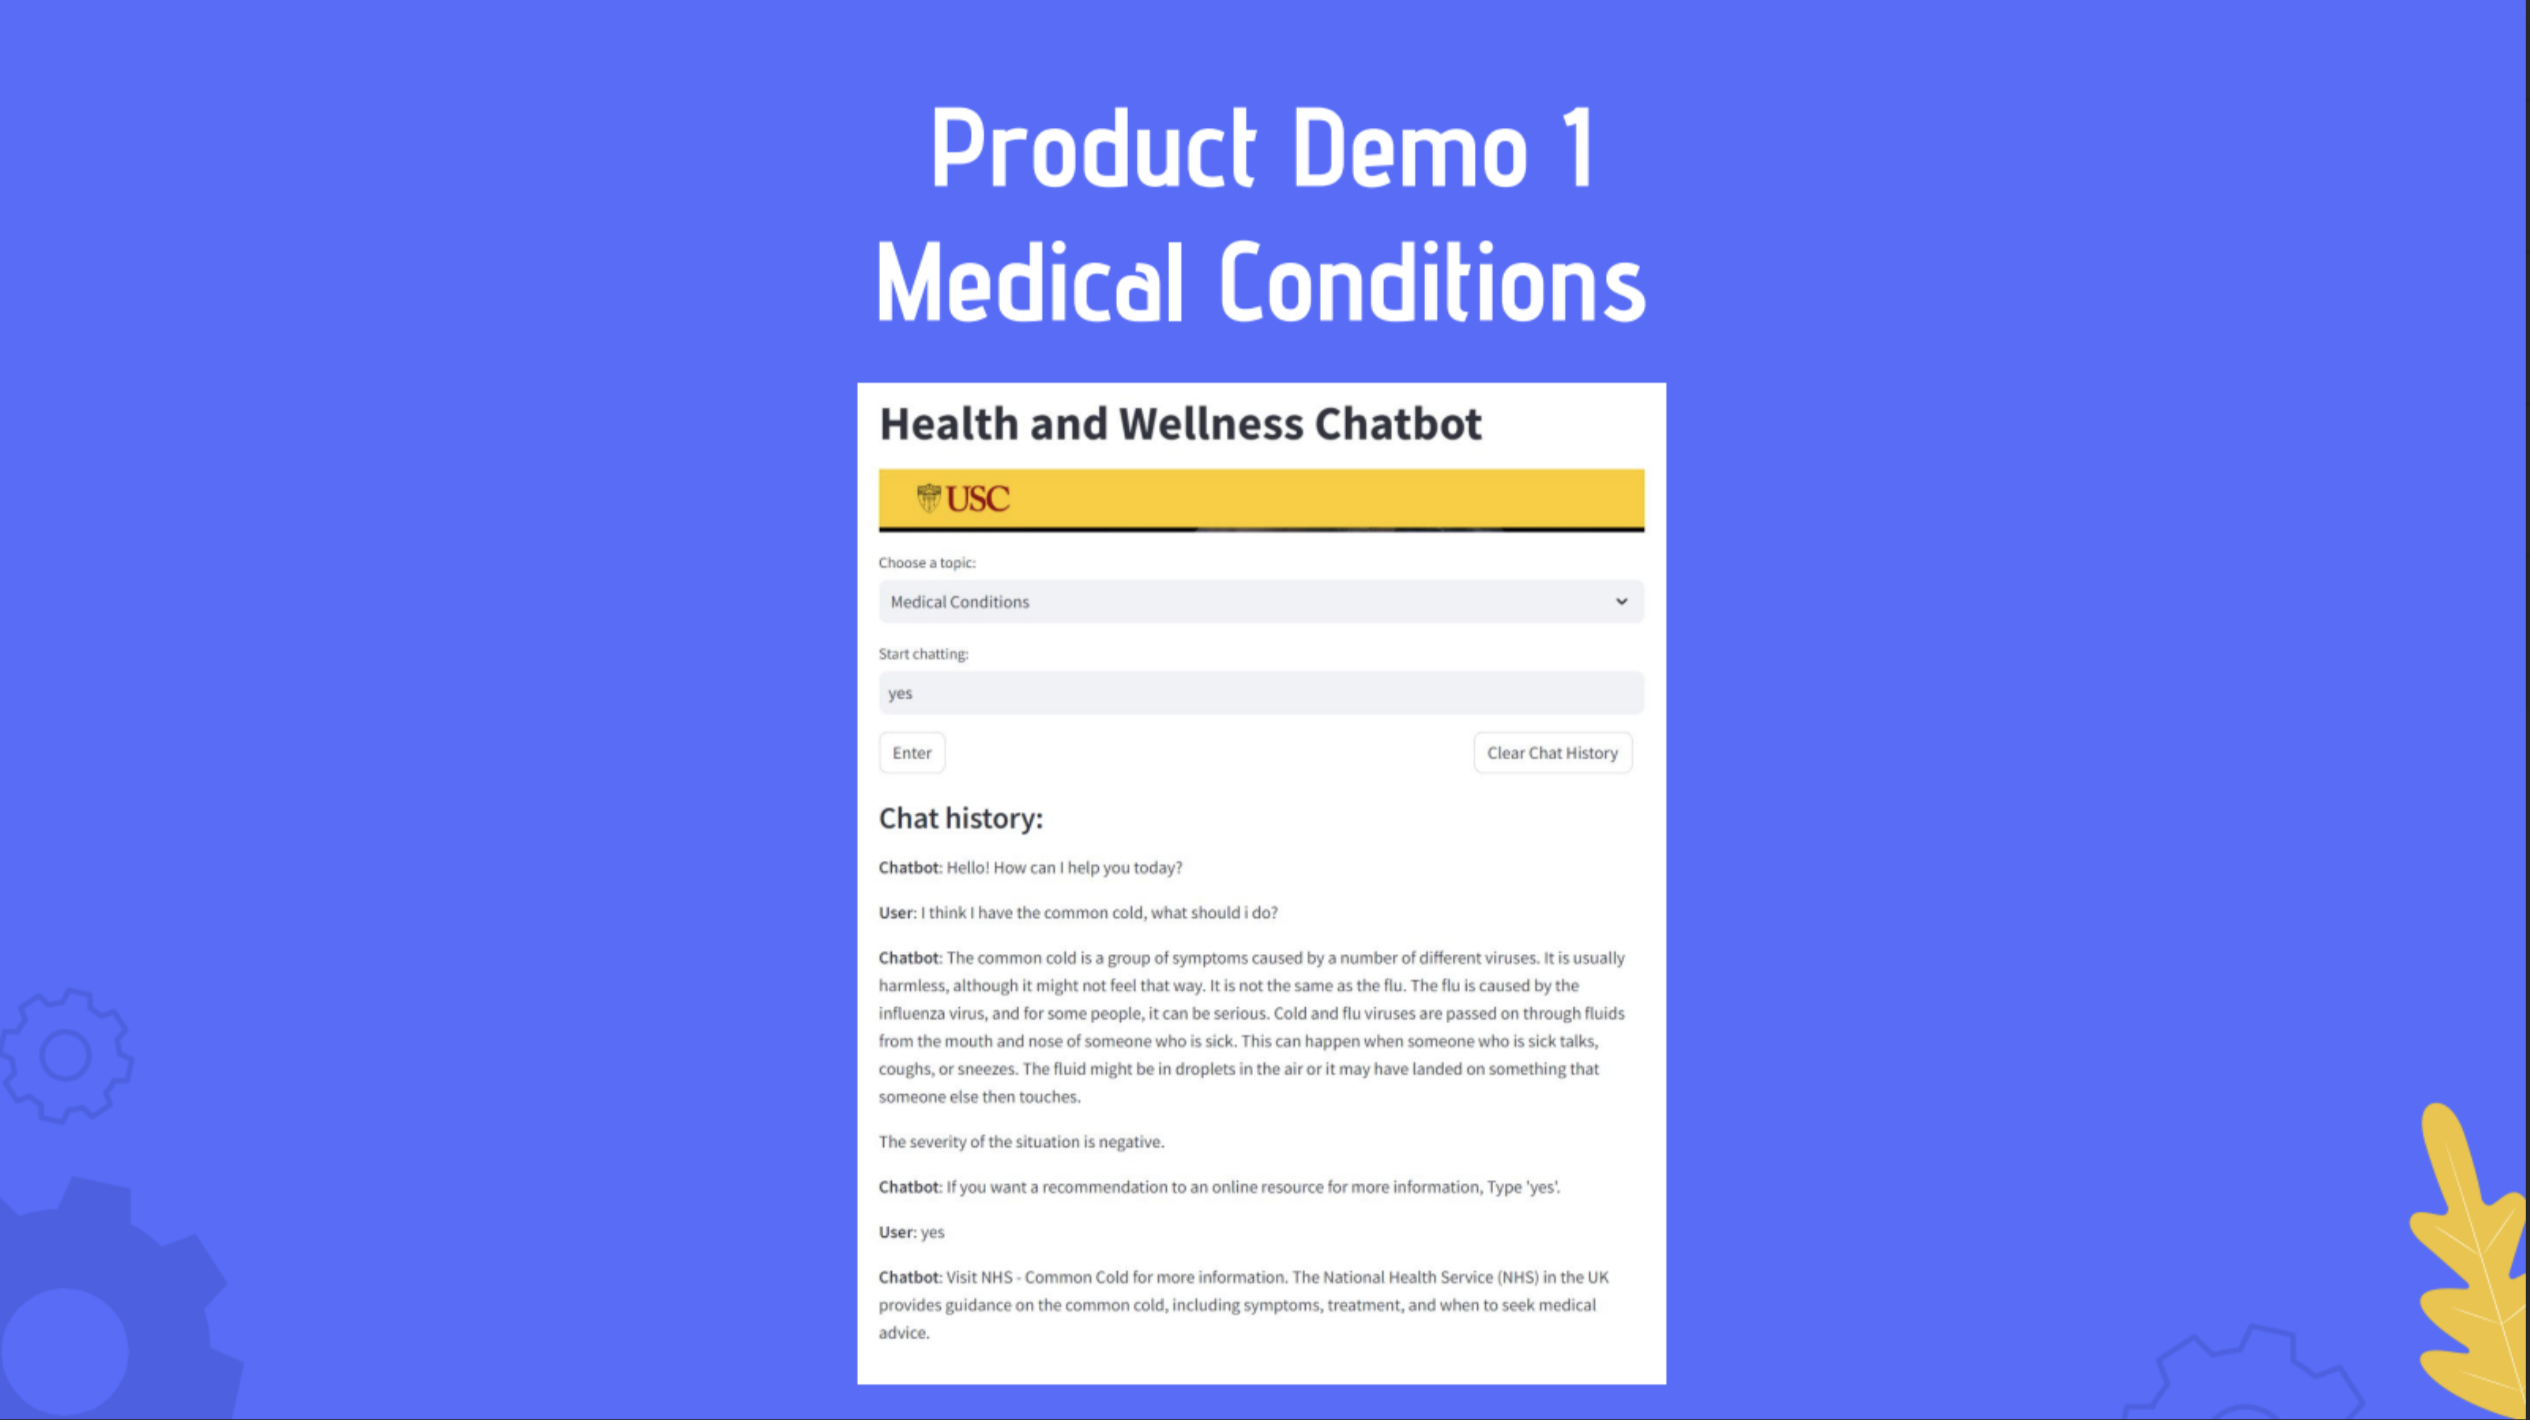 Product Demo 1
Medical Conditions
Health and Wellness Chatbot
USC
Choose a topic:
Medical Conditions
Start chatting:
yes
Enter
Clear Chat History
Chat history:
Chatbot: Hello! How can I help you today?
User: I think I have the common cold, what should i do?
Chatbot: The common cold is a group of symptoms caused by a number of different viruses. It is usually
harmless, although it might not feel that way. It is not the same as the flu. The flu is caused by the
influenza virus, and for some people, it can be serious. Cold and flu viruses are passed on through fluids
from the mouth and nose of someone who is sick. This can happen when someone who is sick talks,
coughs, or sneezes. The fluid might be in droplets in the air or it may have landed on something that
someone else then touches.
The severity of the situation is negative.
Chatbot: If you want a recommendation to an online resource for more information, Type 'yes'.
User: yes
Chatbot: Visit NHS - Common Cold for more information. The National Health Service (NHS) in the UK
provides guidance on the common cold, including symptoms, treatment, and when to seek medical
advice.